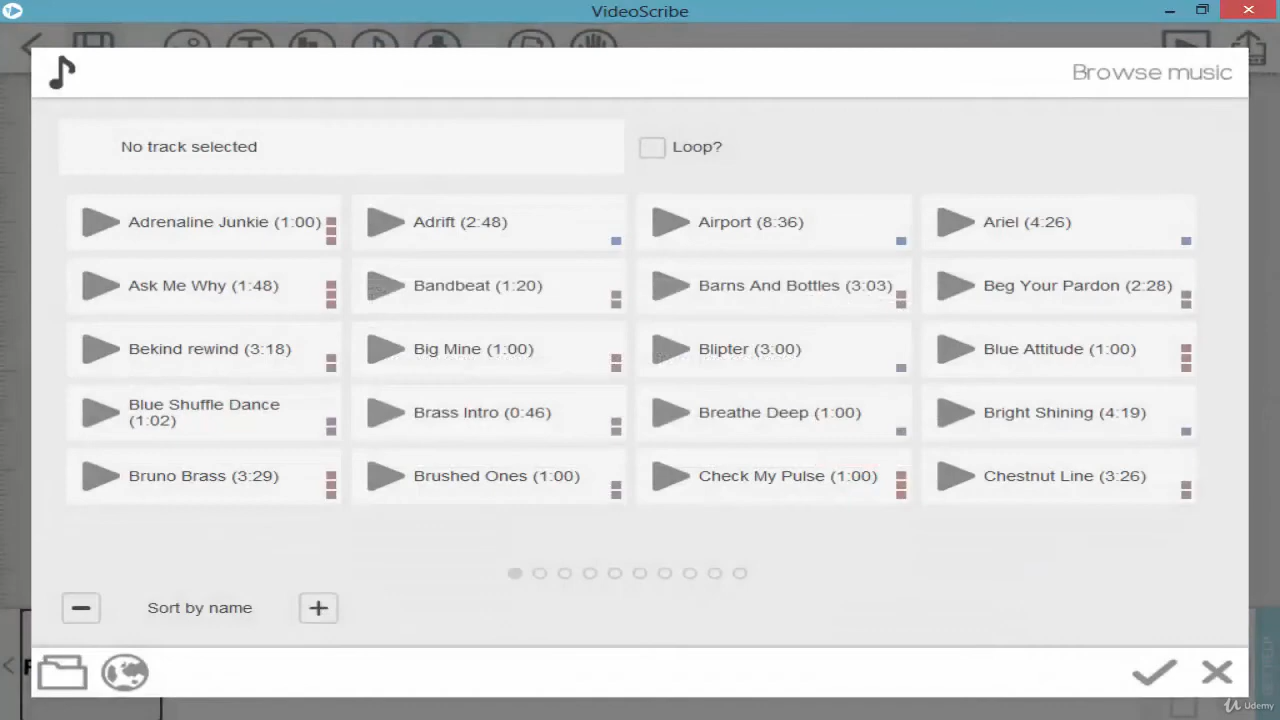 VideoScribe
Browse music
No track selected
Loop?
Adrenaline Junkie (1:00)
Adrift (2:48)
Airport (8:36)
Ariel (4:26)
Ask Me Why (1:48)
Bandbeat (1:20)
Barns And Bottles (3:03)
Beg Your Pardon (2:28)
Bekind rewind (3:18)
Big Mine (1:00)
Blipter (3:00)
Blue Attitude (1:00)
Blue Shuffle Dance
(1:02)
Brass Intro (0:46)
Breathe Deep (1:00)
Bright Shining (4:19)
Bruno Brass (3:29)
Brushed Ones (1:00)
Check My Pulse (1:00)
Chestnut Line (3:26)
Sort by name
Udemy